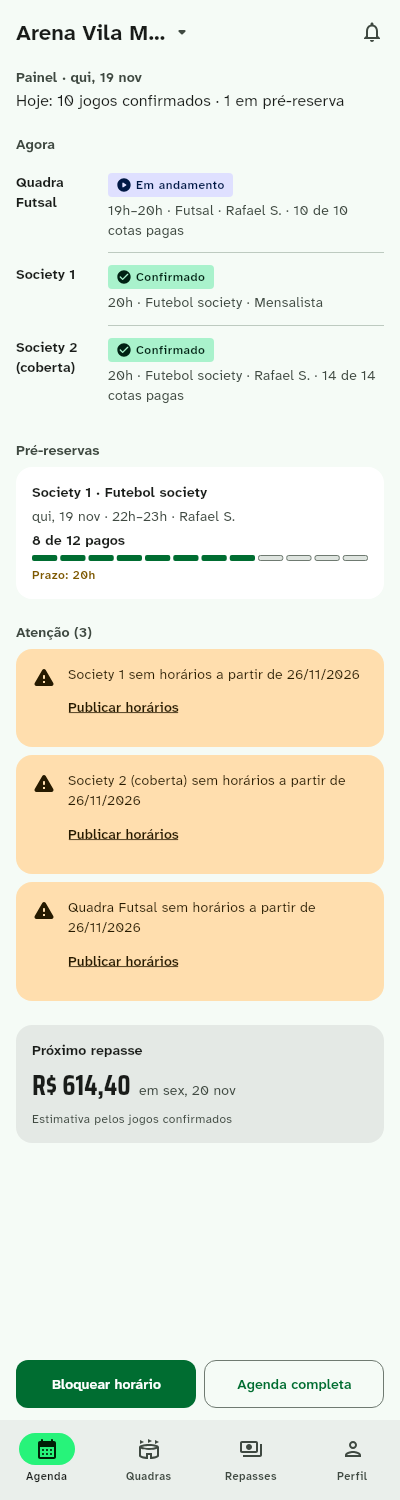 Arena Vila M...
Painel · qui, 19 nov
Hoje: 10 jogos confirmados · 1 em pré-reserva
Agora
Quadra
Futsal
Em andamento
19h–20h · Futsal · Rafael S. · 10 de 10
cotas pagas
Society 1
Confirmado
20h · Futebol society · Mensalista
Society 2
(coberta)
Confirmado
20h · Futebol society · Rafael S. · 14 de 14
cotas pagas
Pré-reservas
Society 1 · Futebol society
qui, 19 nov · 22h–23h · Rafael S.
8 de 12 pagos
Prazo: 20h
Atenção (3)
Society 1 sem horários a partir de 26/11/2026
Publicar horários
Society 2 (coberta) sem horários a partir de
26/11/2026
Publicar horários
Quadra Futsal sem horários a partir de
26/11/2026
Publicar horários
Próximo repasse
R$ 614,40 em sex, 20 nov
Estimativa pelos jogos confirmados
Bloquear horário
Agenda completa
Agenda
Quadras
Repasses
Perfil